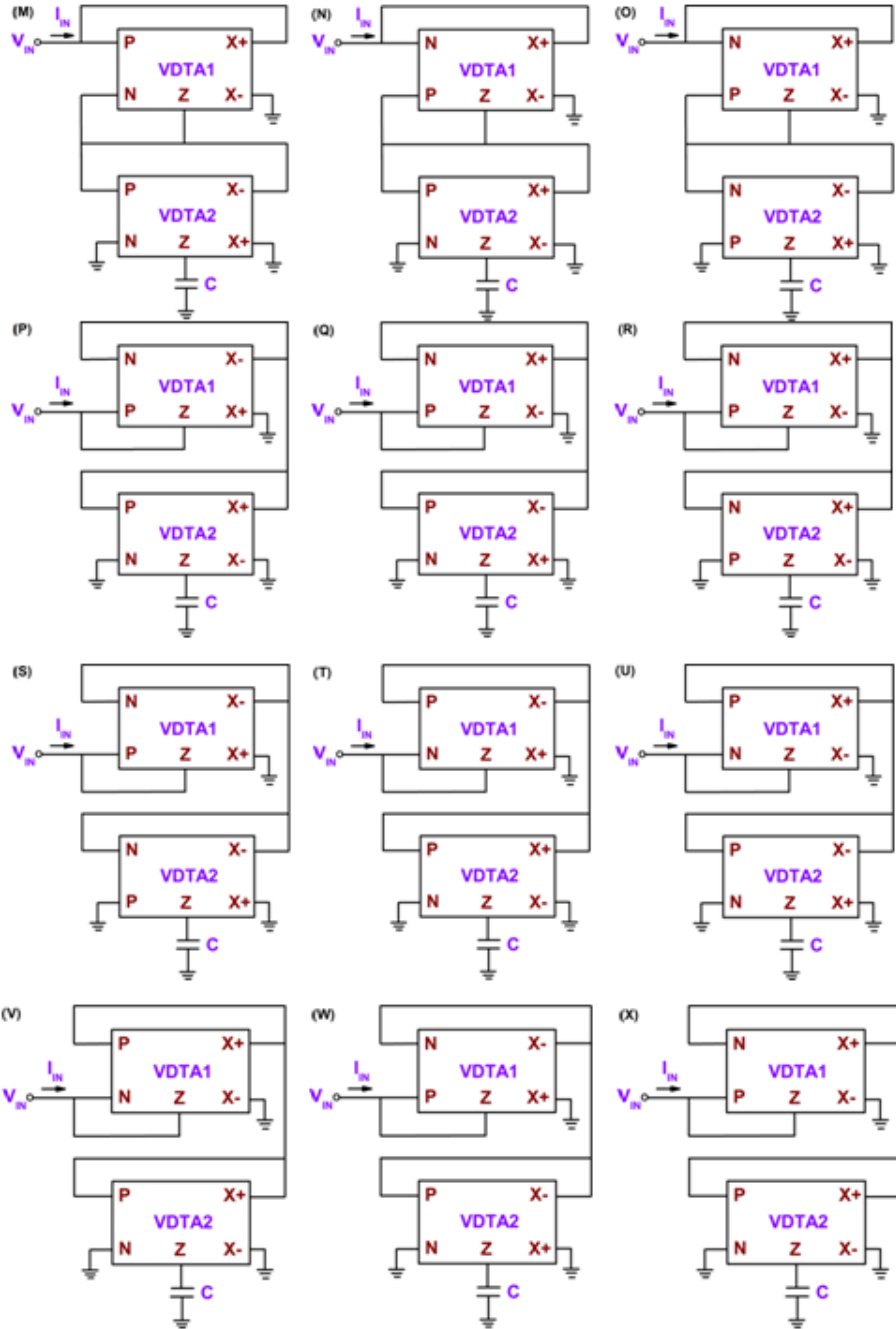 (M) I_IN V_IN P X+ VDTA1 N Z X-
P X- VDTA2 N Z X+ C
(N) I_IN V_IN N X+ VDTA1 P Z X-
P X+ VDTA2 N Z X- C
(O) I_IN V_IN N X+ VDTA1 P Z X-
N X- VDTA2 P Z X+ C
(P) I_IN V_IN N X- VDTA1 P Z X+
P X+ VDTA2 N Z X- C
(Q) I_IN V_IN N X+ VDTA1 P Z X-
P X- VDTA2 N Z X+ C
(R) I_IN V_IN N X+ VDTA1 P Z X-
N X+ VDTA2 P Z X- C
(S) I_IN V_IN N X- VDTA1 P Z X+
N X- VDTA2 P Z X+ C
(T) I_IN V_IN P X- VDTA1 N Z X+
P X+ VDTA2 N Z X- C
(U) I_IN V_IN P X+ VDTA1 N Z X-
P X- VDTA2 N Z X+ C
(V) I_IN V_IN P X+ VDTA1 N Z X-
P X+ VDTA2 N Z X- C
(W) I_IN V_IN N X- VDTA1 P Z X+
P X- VDTA2 N Z X+ C
(X) I_IN V_IN N X+ VDTA1 P Z X-
P X+ VDTA2 N Z X- C